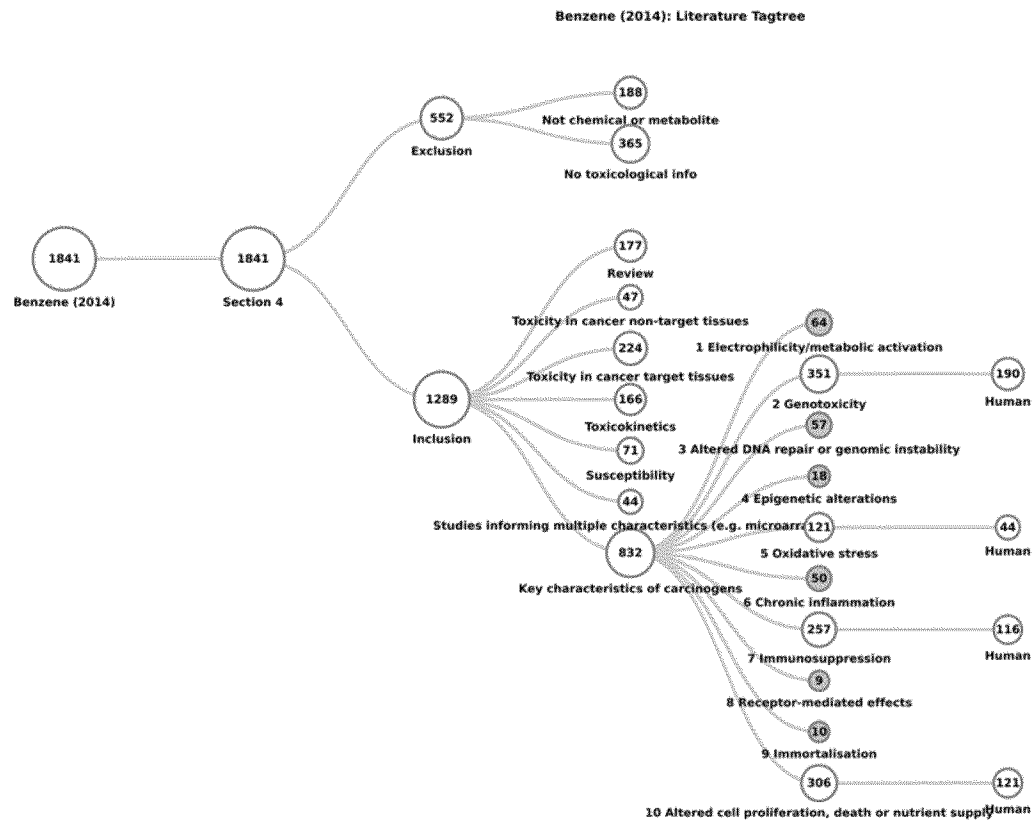 Benzene (2014): Literature Tagtree
188
Not chemical or metabolite
552
Exclusion
365
No toxicological info
1841
Benzene (2014)
1841
Section 4
177
Review
47
Toxicity in cancer non-target tissues
224
Toxicity in cancer target tissues
1289
Inclusion
166
Toxicokinetics
71
Susceptibility
44
Studies informing multiple characteristics (e.g. microarra
832
Key characteristics of carcinogens
64
1 Electrophilicity/metabolic activation
351
2 Genotoxicity
190
Human
57
3 Altered DNA repair or genomic instability
18
4 Epigenetic alterations
121
5 Oxidative stress
44
Human
50
6 Chronic inflammation
257
7 Immunosuppression
116
Human
9
8 Receptor-mediated effects
10
9 Immortalisation
306
10 Altered cell proliferation, death or nutrient supply
121
Human